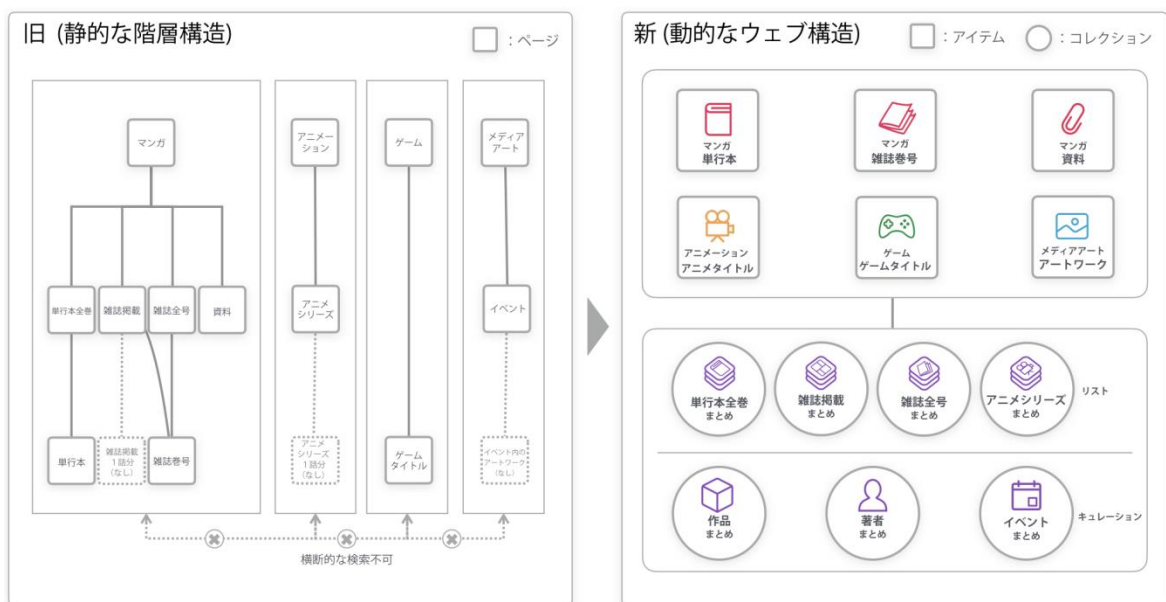 旧 (静的な階層構造)
：ページ
マンガ
アニメー
ション
ゲーム
メディア
アート
単行本全巻
雑誌掲載
雑誌全号
資料
アニメ
シリーズ
イベント
単行本
雑誌掲載
1話分
(なし)
雑誌巻号
アニメ
シリーズ
1話分
(なし)
ゲーム
タイトル
イベント内の
アートワーク
(なし)
横断的な検索不可
新 (動的なウェブ構造)
：アイテム
：コレクション
マンガ
単行本
マンガ
雑誌巻号
マンガ
資料
アニメーション
アニメタイトル
ゲーム
ゲームタイトル
メディアアート
アートワーク
単行本全巻
まとめ
雑誌掲載
まとめ
雑誌全号
まとめ
アニメシリーズ
まとめ
リスト
作品
まとめ
著者
まとめ
イベント
まとめ
キュレーション